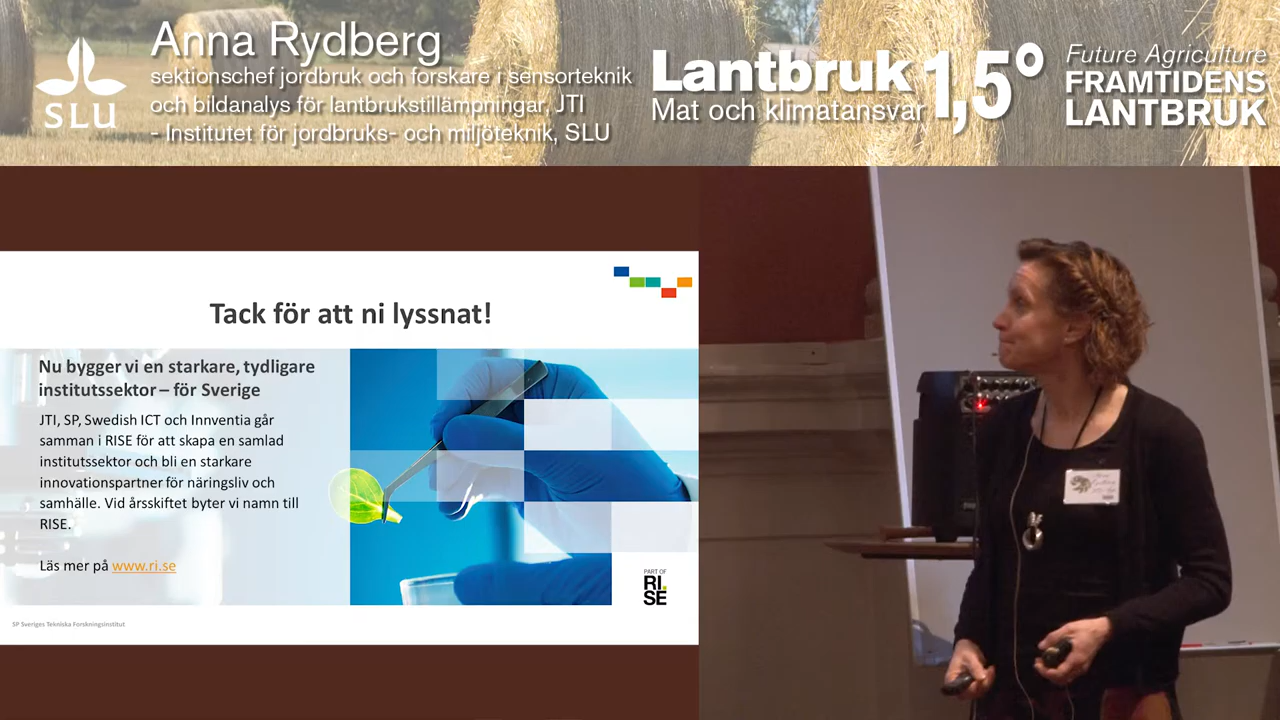 SLU
Anna Rydberg
sektionschef jordbruk och forskare i sensorteknik
och bildanalys för lantbrukstillämpningar, JTI
- Institutet för jordbruks- och miljöteknik, SLU
Lantbruk 1,5°
Mat och klimatansvar
Future Agriculture
FRAMTIDENS
LANTBRUK
Tack för att ni lyssnat!
Nu bygger vi en starkare, tydligare
institutssektor – för Sverige
JTI, SP, Swedish ICT och Innventia går
samman i RISE för att skapa en samlad
institutssektor och bli en starkare
innovationspartner för näringsliv och
samhälle. Vid årsskiftet byter vi namn till
RISE.
Läs mer på www.ri.se
PART OF
RI.
SE
SP Sveriges Tekniska Forskningsinstitut